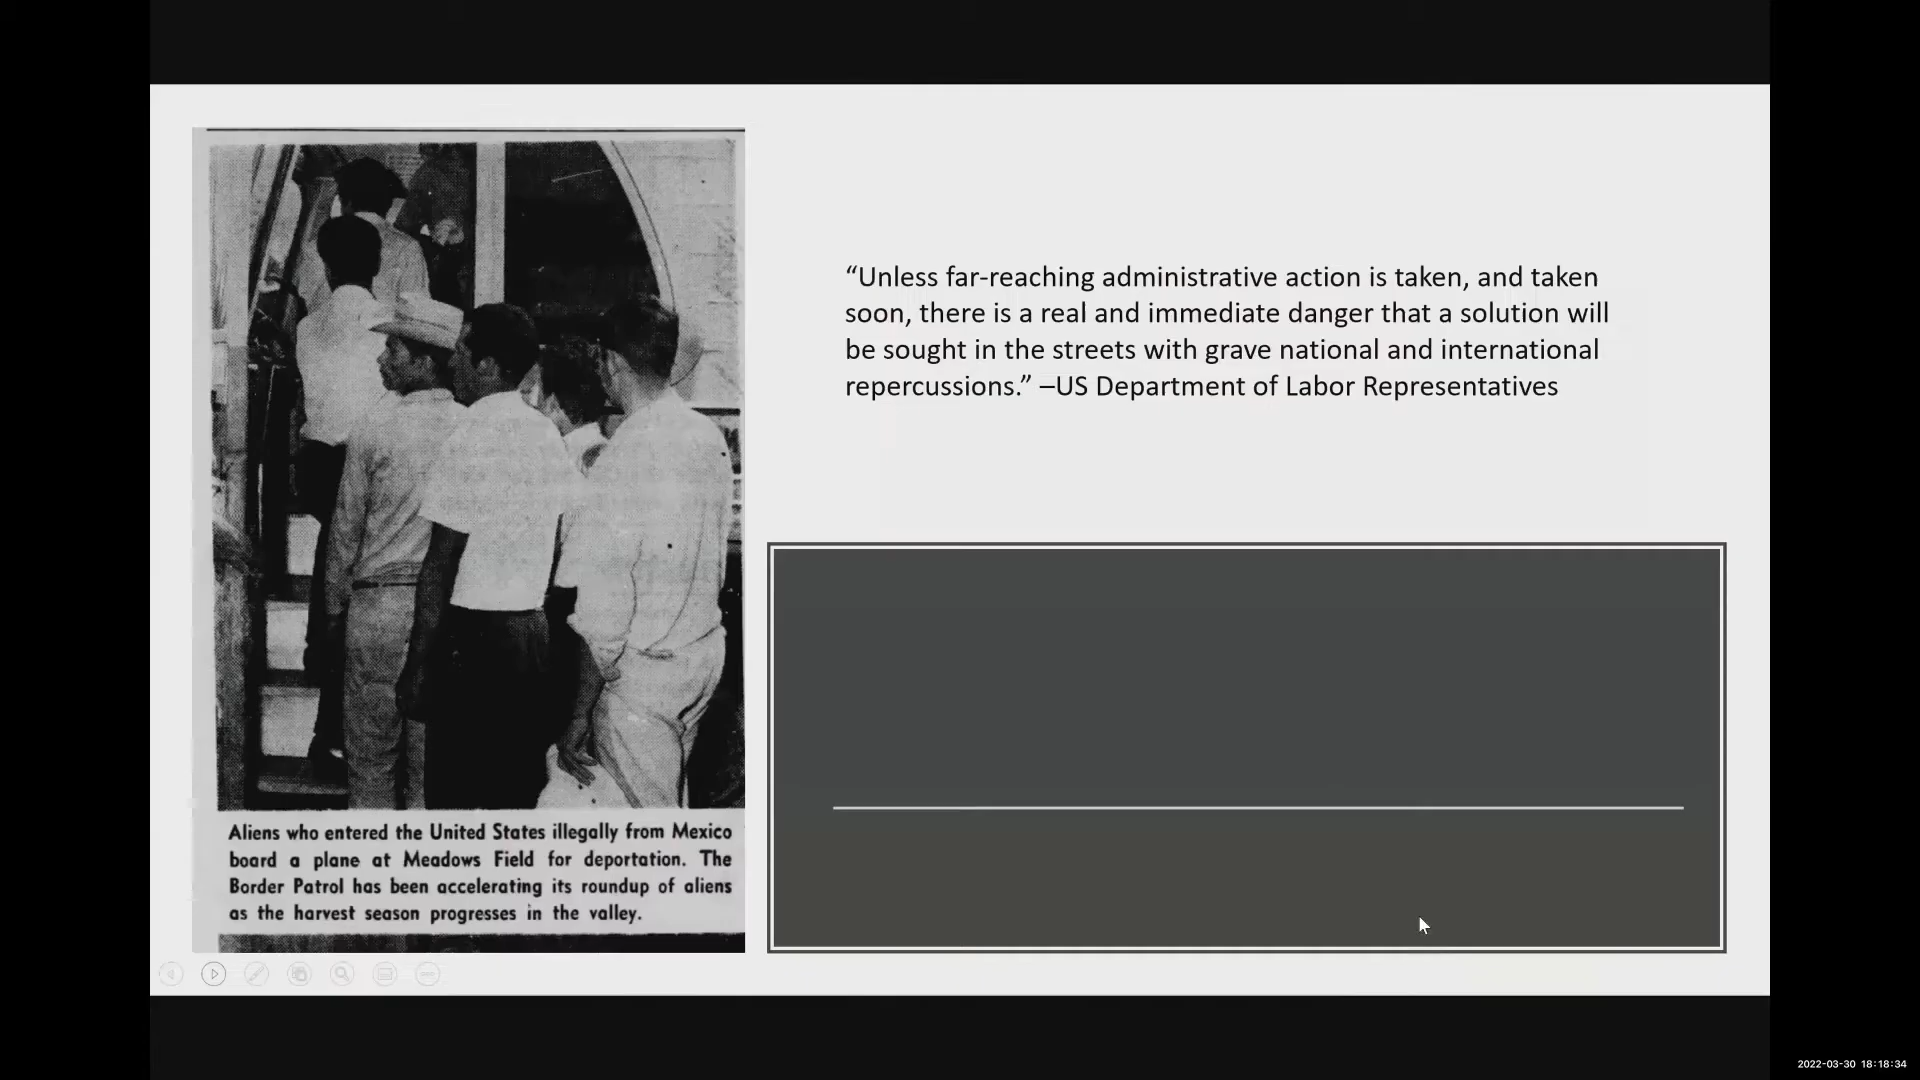 “Unless far-reaching administrative action is taken, and taken
soon, there is a real and immediate danger that a solution will
be sought in the streets with grave national and international
repercussions.” –US Department of Labor Representatives
Aliens who entered the United States illegally from Mexico
board a plane at Meadows Field for deportation. The
Border Patrol has been accelerating its roundup of aliens
as the harvest season progresses in the valley.
2022-03-30 18:18:34